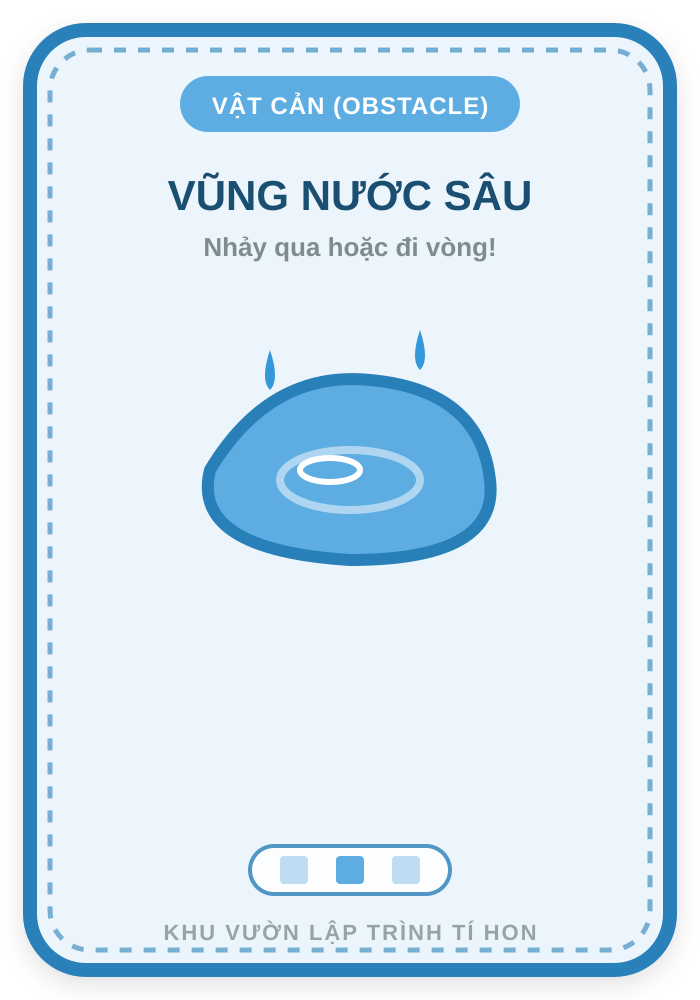 VẬT CẢN (OBSTACLE)
VŨNG NƯỚC SÂU
Nhảy qua hoặc đi vòng!
KHU VƯỜN LẬP TRÌNH TÍ HON